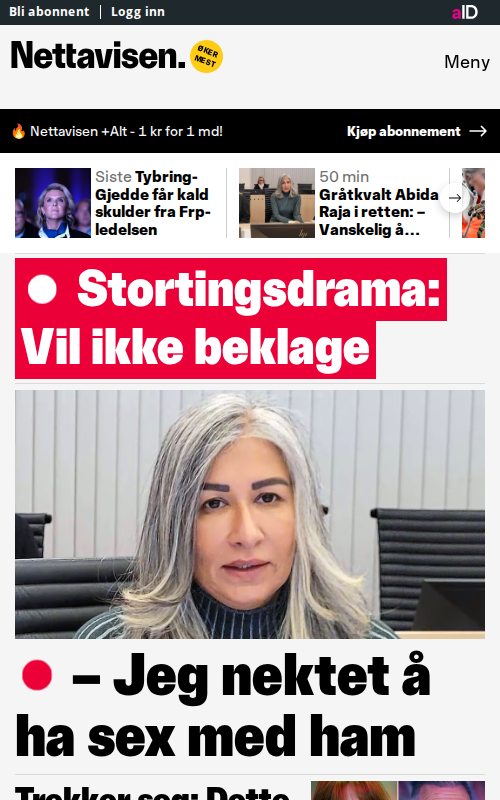 Bli abonnent | Logg inn
aID
Nettavisen.
ØKER
MEST
Meny
🔥 Nettavisen +Alt - 1 kr for 1 md!
Kjøp abonnement →
Siste Tybring-
Gjedde får kald
skulder fra Frp-
ledelsen
50 min
Gråtkvalt Abida
Raja i retten: –
Vanskelig å...
Stortingsdrama:
Vil ikke beklage
– Jeg nektet å
ha sex med ham
Trekker seg: Dette